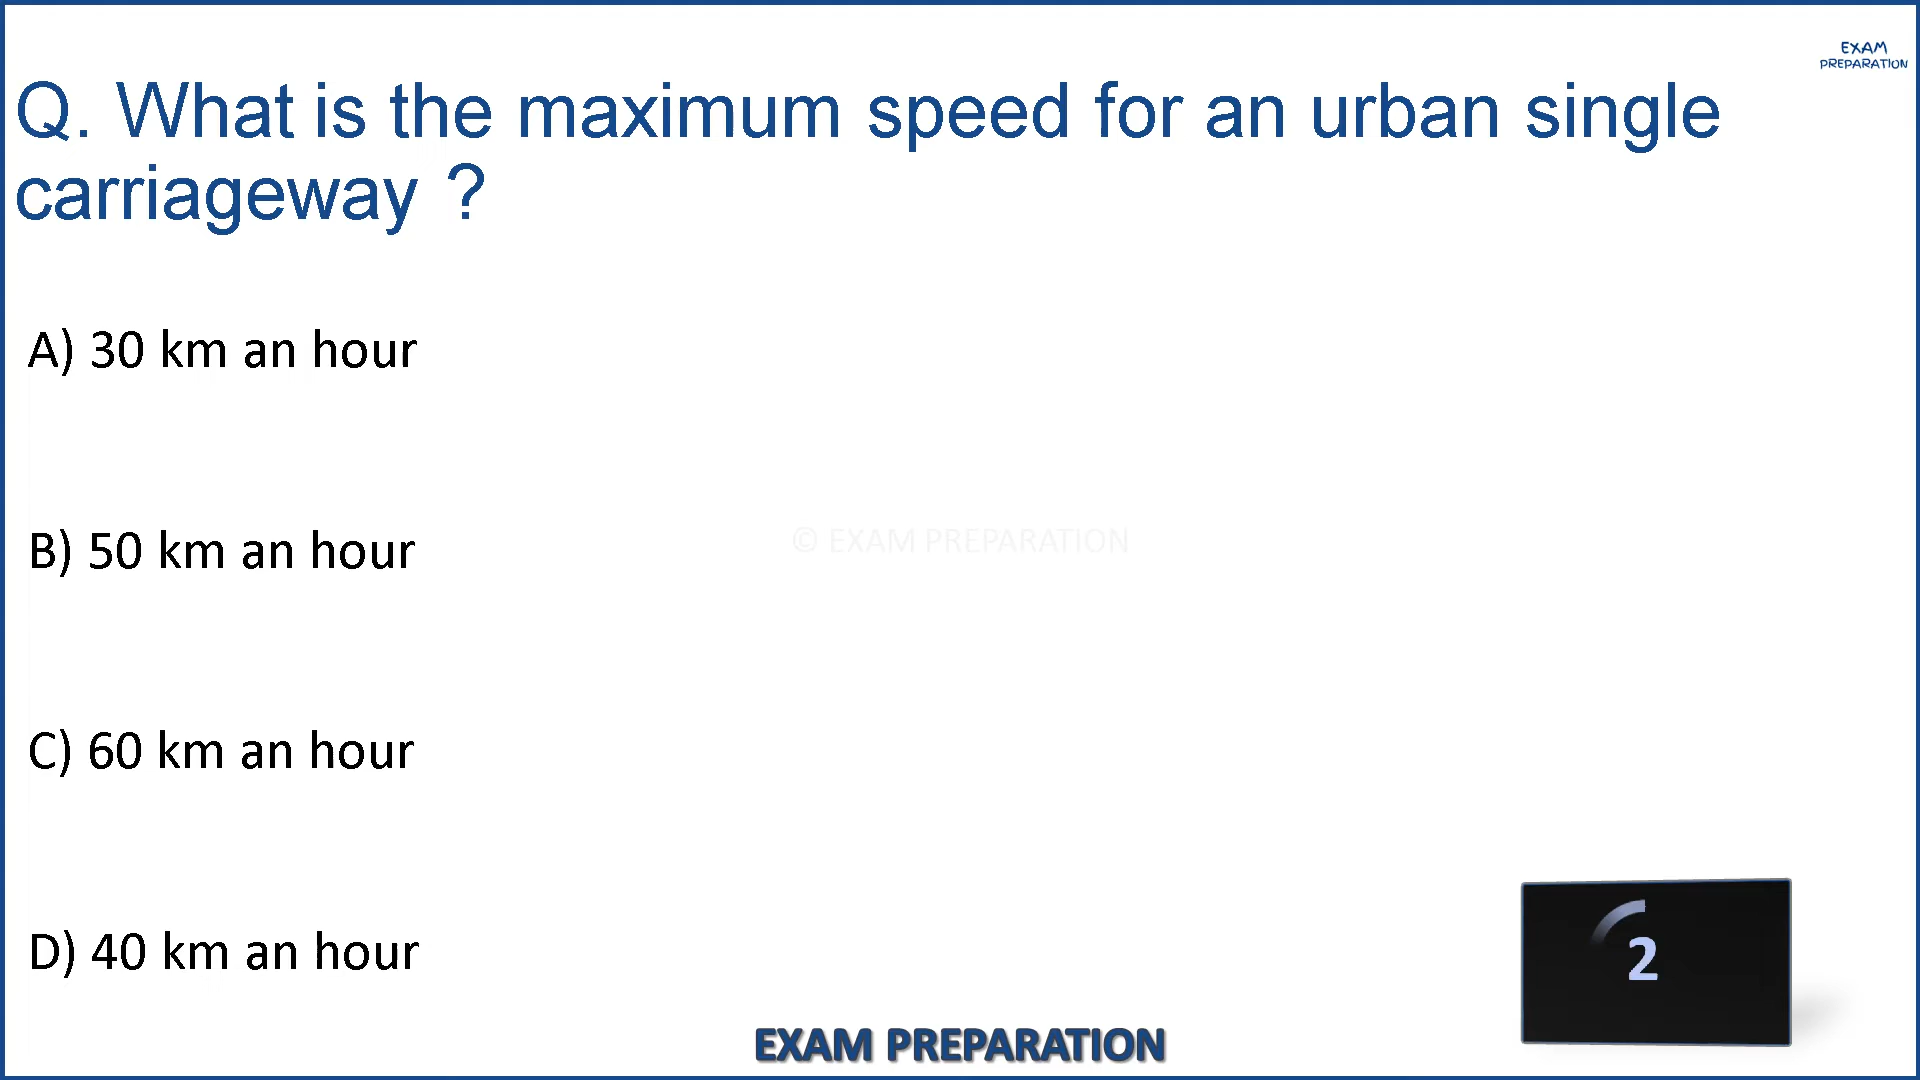 EXAM
PREPARATION
Q. What is the maximum speed for an urban single
carriageway ?
A) 30 km an hour
B) 50 km an hour
© EXAM PREPARATION
C) 60 km an hour
D) 40 km an hour
2
EXAM PREPARATION